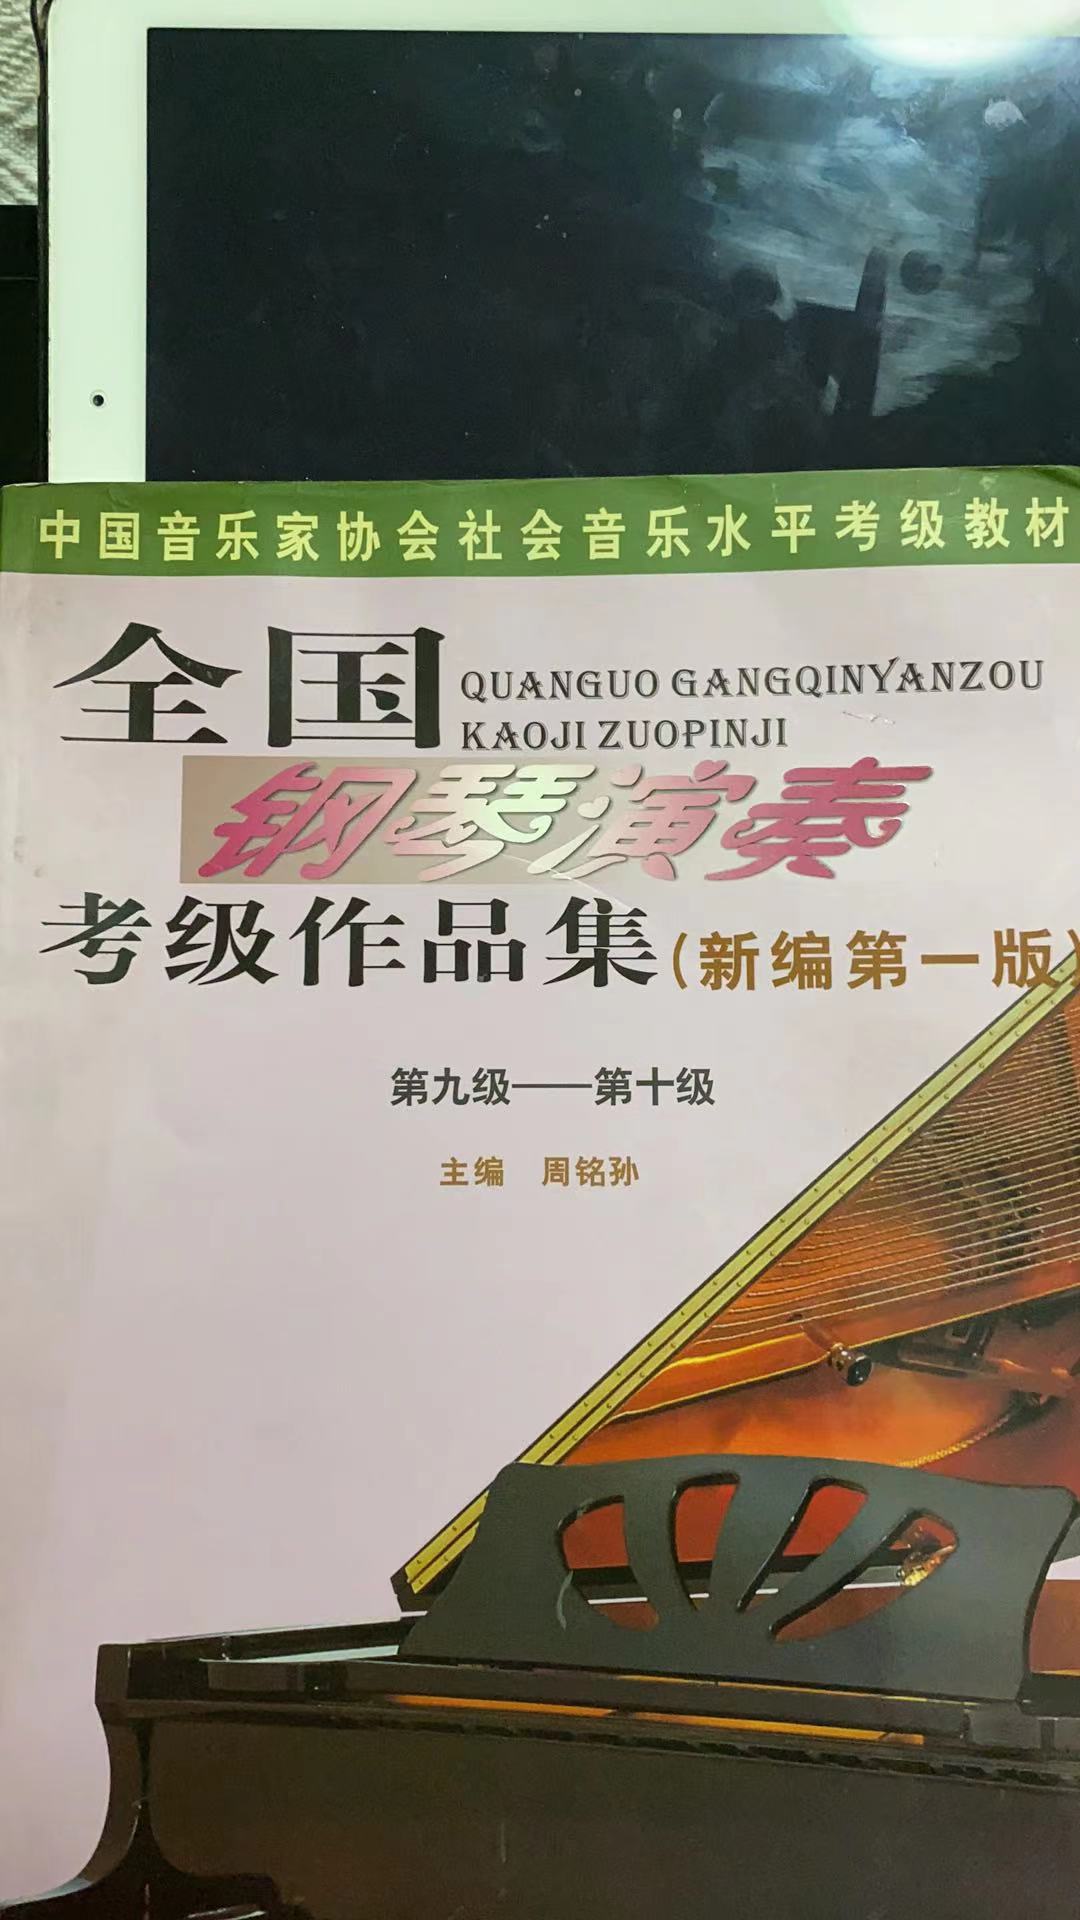 中国音乐家协会社会音乐水平考级教材
全国
QUANGUO GANGQINYANZOU
KAOJI ZUOPINJI
钢琴演奏
考级作品集(新编第一版)
第九级——第十级
主编 周铭孙